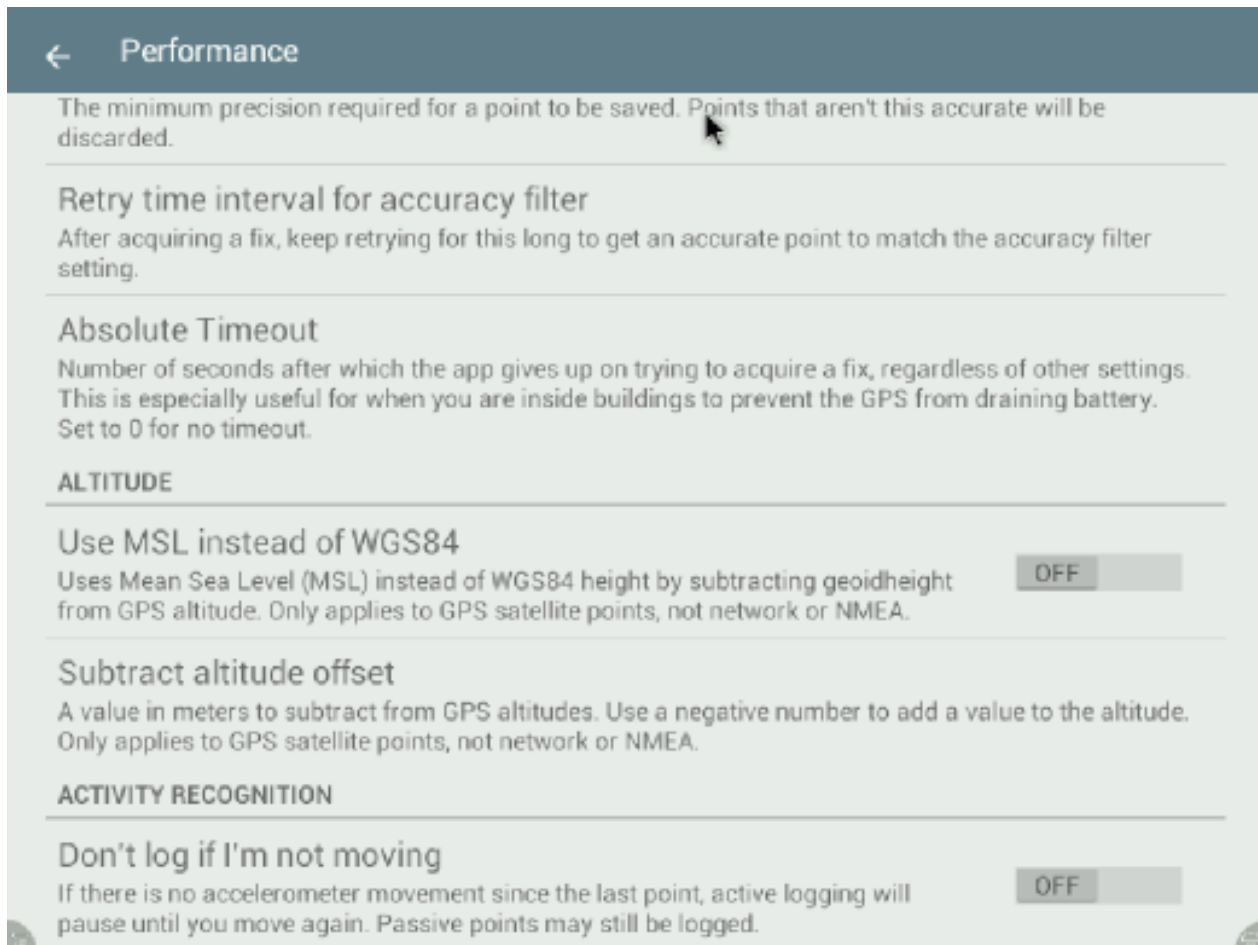 Performance
The minimum precision required for a point to be saved. Points that aren't this accurate will be
discarded.
Retry time interval for accuracy filter
After acquiring a fix, keep retrying for this long to get an accurate point to match the accuracy filter
setting.
Absolute Timeout
Number of seconds after which the app gives up on trying to acquire a fix, regardless of other settings.
This is especially useful for when you are inside buildings to prevent the GPS from draining battery.
Set to 0 for no timeout.
ALTITUDE
Use MSL instead of WGS84
OFF
Uses Mean Sea Level (MSL) instead of WGS84 height by subtracting geoidheight
from GPS altitude. Only applies to GPS satellite points, not network or NMEA.
Subtract altitude offset
A value in meters to subtract from GPS altitudes. Use a negative number to add a value to the altitude.
Only applies to GPS satellite points, not network or NMEA.
ACTIVITY RECOGNITION
Don't log if I'm not moving
OFF
If there is no accelerometer movement since the last point, active logging will
pause until you move again. Passive points may still be logged.